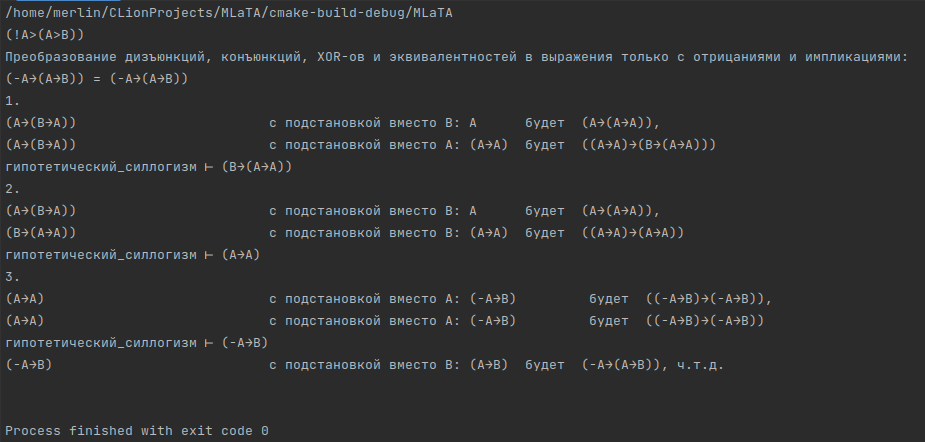 /home/merlin/CLionProjects/MLaTA/cmake-build-debug/MLaTA
(!A>(A>B))
Преобразование дизъюнкций, конъюнкций, XOR-ов и эквивалентностей в выражения только с отрицаниями и импликациями:
(-A→(A→B)) = (-A→(A→B))
1.
(A→(B→A)) с подстановкой вместо B: A будет (A→(A→A)),
(A→(B→A)) с подстановкой вместо A: (A→A) будет ((A→A)→(B→(A→A)))
гипотетический_силлогизм ⊢ (B→(A→A))
2.
(A→(B→A)) с подстановкой вместо B: A будет (A→(A→A)),
(B→(A→A)) с подстановкой вместо B: (A→A) будет ((A→A)→(A→A))
гипотетический_силлогизм ⊢ (A→A)
3.
(A→A) с подстановкой вместо A: (-A→B) будет ((-A→B)→(-A→B)),
(A→A) с подстановкой вместо A: (-A→B) будет ((-A→B)→(-A→B))
гипотетический_силлогизм ⊢ (-A→B)
(-A→B) с подстановкой вместо B: (A→B) будет (-A→(A→B)), ч.т.д.
Process finished with exit code 0